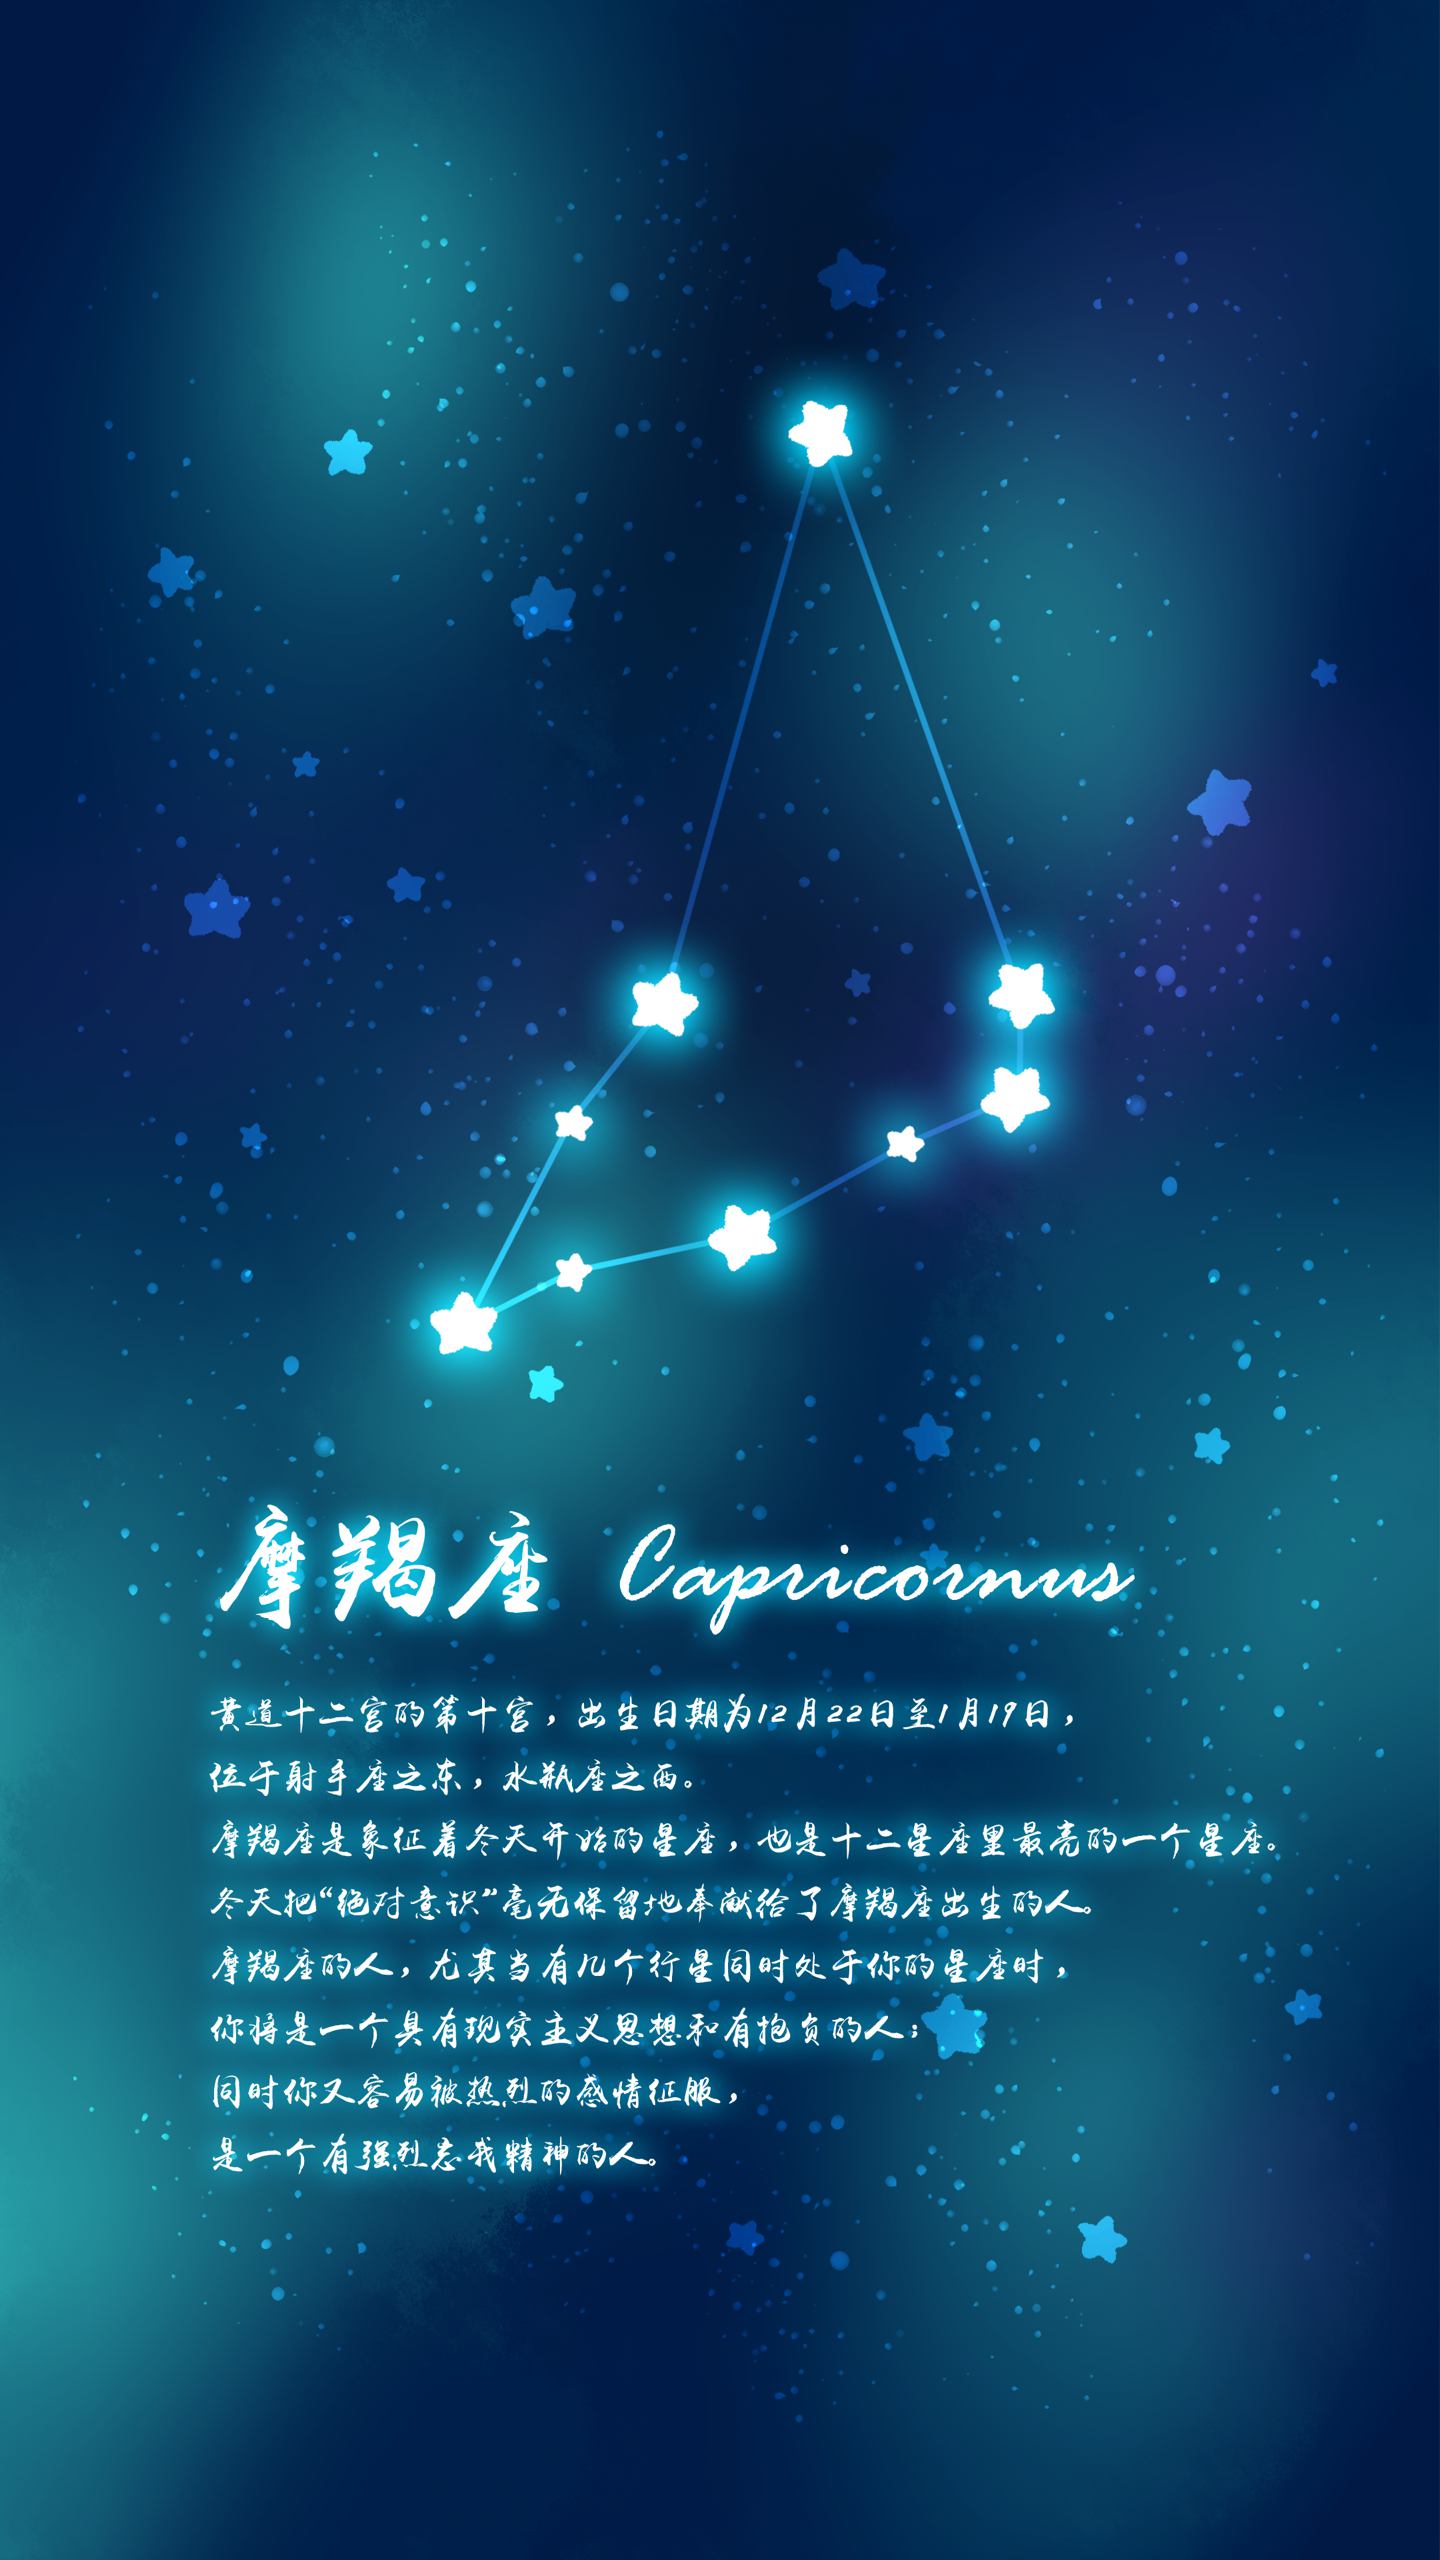 摩羯座 Capricornus
黄道十二宫的第十宫，出生日期为12月22日至1月19日，
位于射手座之东，水瓶座之西。
摩羯座是象征着冬天开始的星座，也是十二星座里最亮的一个星座。
冬天把“绝对意识”毫无保留地奉献给了摩羯座出生的人。
摩羯座的人，尤其当有几个行星同时处于你的星座时，
你将是一个具有现实主义思想和有抱负的人；
同时你又容易被热烈的感情征服，
是一个有强烈忘我精神的人。